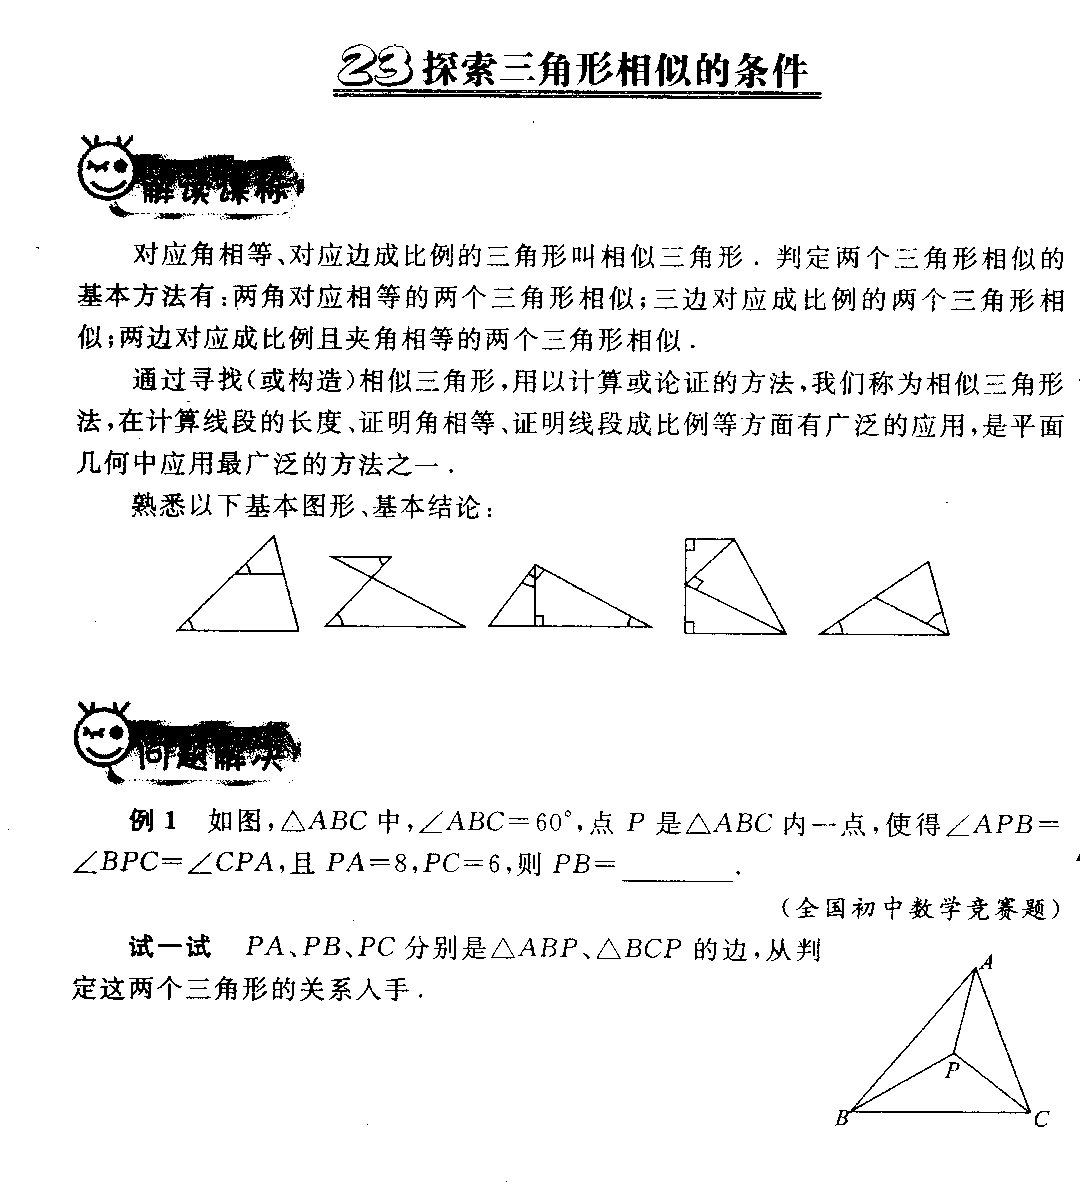 23 探索三角形相似的条件
解读课标
对应角相等、对应边成比例的三角形叫相似三角形．判定两个三角形相似的
基本方法有：两角对应相等的两个三角形相似；三边对应成比例的两个三角形相
似；两边对应成比例且夹角相等的两个三角形相似．
通过寻找(或构造)相似三角形，用以计算或论证的方法，我们称为相似三角形
法，在计算线段的长度、证明角相等、证明线段成比例等方面有广泛的应用，是平面
几何中应用最广泛的方法之一．
熟悉以下基本图形、基本结论：
问题解决
例 1 如图，△ABC 中，∠ABC＝60°，点 P 是△ABC 内一点，使得∠APB＝
∠BPC＝∠CPA，且 PA＝8，PC＝6，则 PB＝________．
（全国初中数学竞赛题）
试一试 PA、PB、PC 分别是△ABP、△BCP 的边，从判
定这两个三角形的关系入手．
A
P
B
C